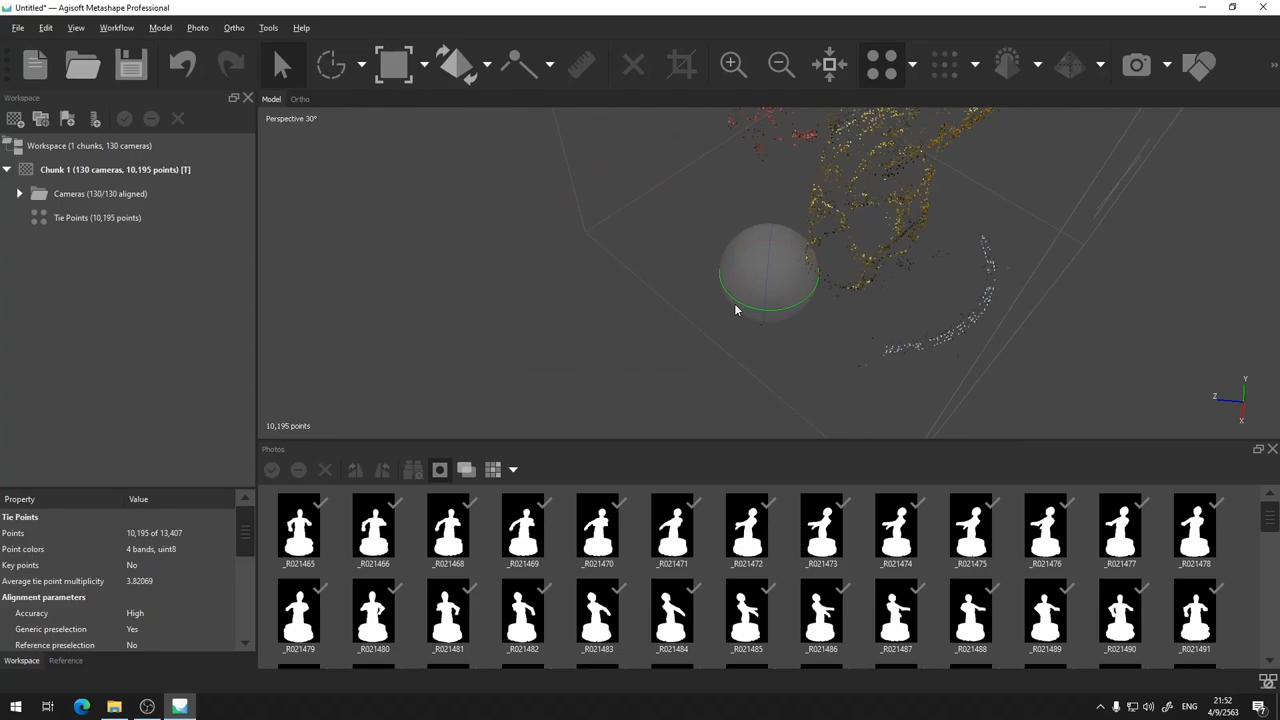 Untitled* — Agisoft Metashape Professional
File Edit View Workflow Model Photo Ortho Tools Help
Workspace
Model Ortho
Perspective 30°
Workspace (1 chunks, 130 cameras)
Chunk 1 (130 cameras, 10,195 points) [T]
Cameras (130/130 aligned)
Tie Points (10,195 points)
Y
Z
X
10,195 points
Photos
Property Value
Tie Points
Points 10,195 of 13,407
Point colors 4 bands, uint8
Key points No
Average tie point multiplicity 3.82069
Alignment parameters
Accuracy High
Generic preselection Yes
Reference preselection No
_R021465 _R021466 _R021468 _R021469 _R021470 _R021471 _R021472 _R021473 _R021474 _R021475 _R021476 _R021477 _R021478
_R021479 _R021480 _R021481 _R021482 _R021483 _R021484 _R021485 _R021486 _R021487 _R021488 _R021489 _R021490 _R021491
Workspace Reference
ENG
21:52
4/9/2563